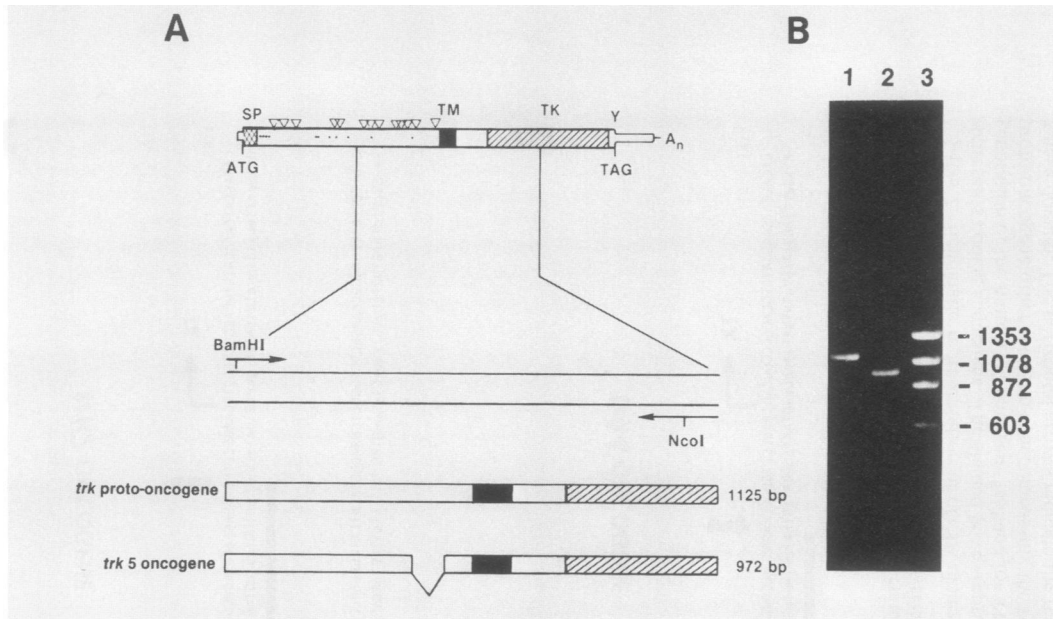 A
SP
TM
TK
Y
An
ATG
TAG
BamHI
NcoI
trk proto-oncogene
1125 bp
trk 5 oncogene
972 bp
B
1 2 3
- 1353
- 1078
- 872
- 603